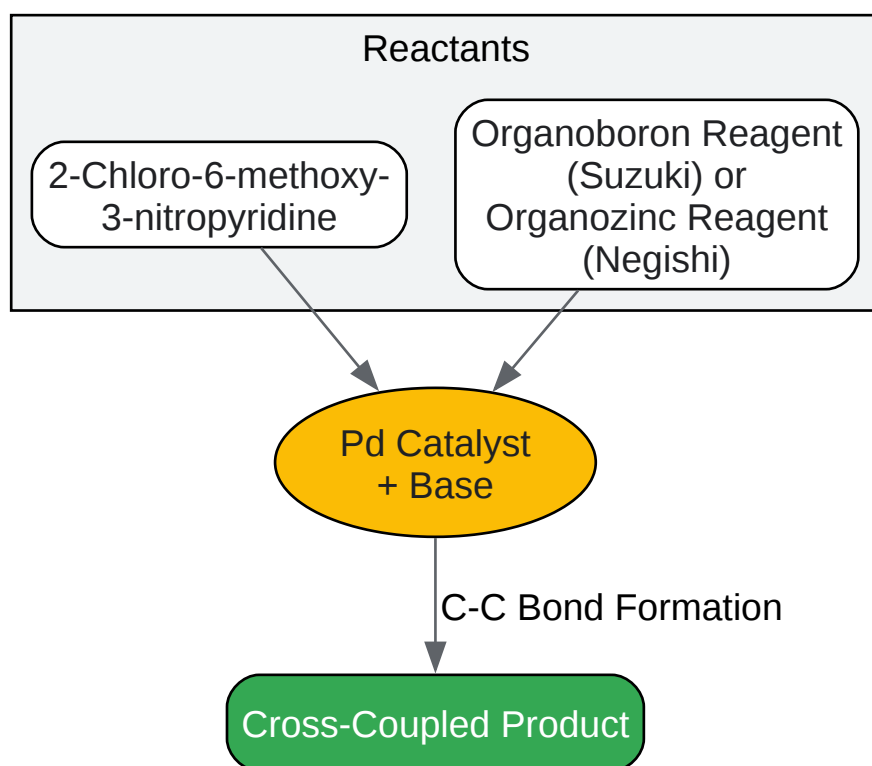 Reactants
2-Chloro-6-methoxy-
3-nitropyridine
Organoboron Reagent
(Suzuki) or
Organozinc Reagent
(Negishi)
Pd Catalyst
+ Base
C-C Bond Formation
Cross-Coupled Product